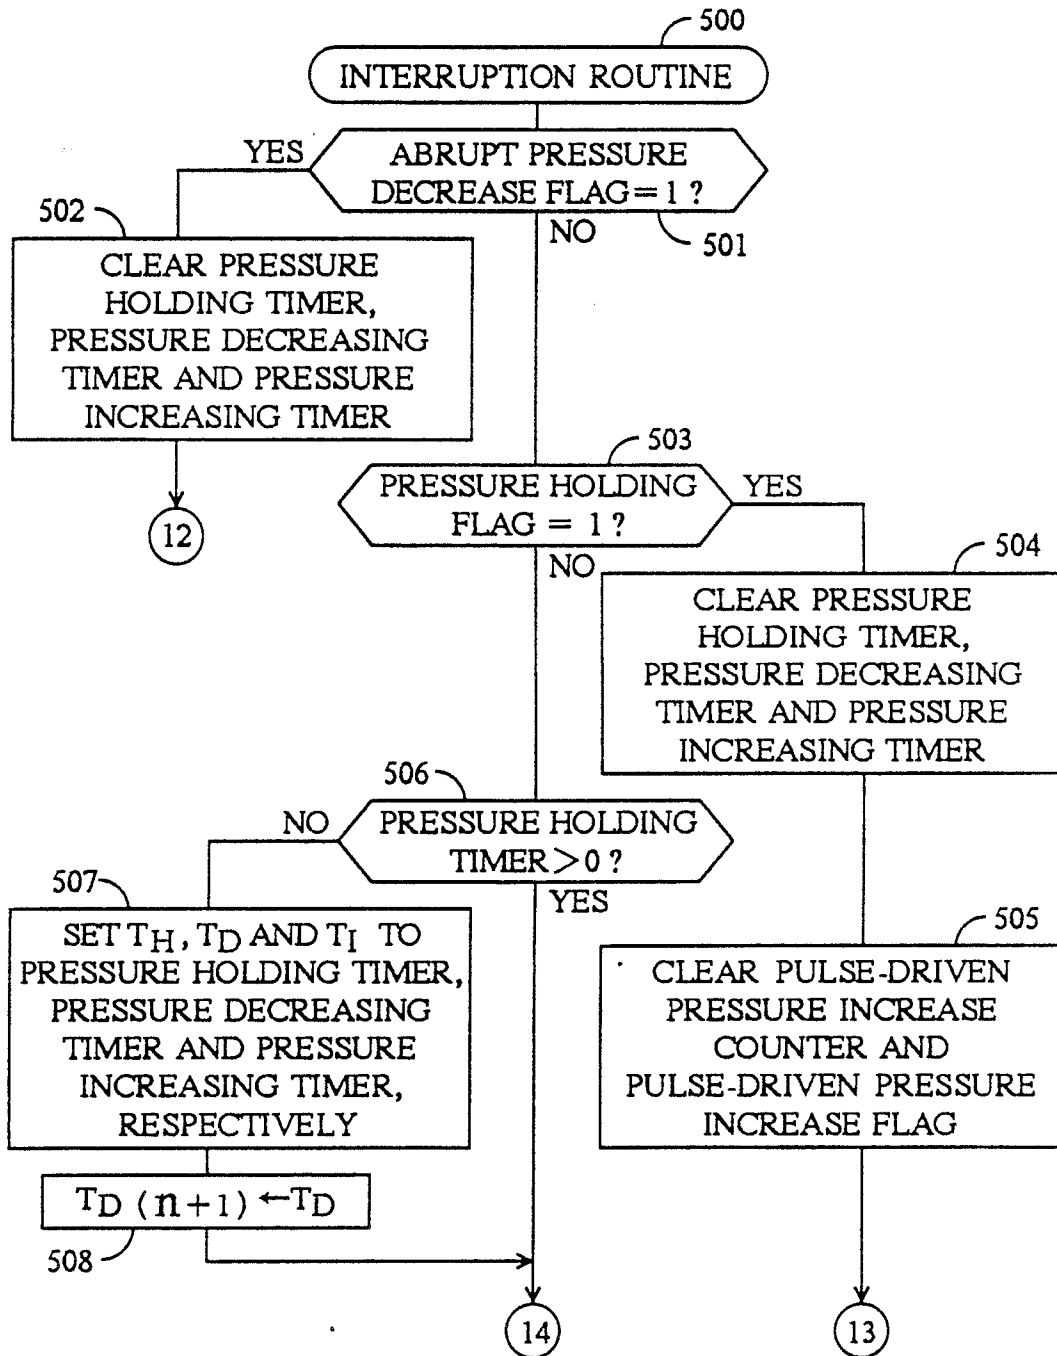 500
INTERRUPTION ROUTINE
YES
ABRUPT PRESSURE
DECREASE FLAG=1 ?
502
NO
501
CLEAR PRESSURE
HOLDING TIMER,
PRESSURE DECREASING
TIMER AND PRESSURE
INCREASING TIMER
503
PRESSURE HOLDING
FLAG = 1 ?
YES
12
NO
504
CLEAR PRESSURE
HOLDING TIMER,
PRESSURE DECREASING
TIMER AND PRESSURE
INCREASING TIMER
506
NO
PRESSURE HOLDING
TIMER>0 ?
507
YES
505
SET TH, TD AND TI TO
PRESSURE HOLDING TIMER,
PRESSURE DECREASING
TIMER AND PRESSURE
INCREASING TIMER,
RESPECTIVELY
CLEAR PULSE-DRIVEN
PRESSURE INCREASE
COUNTER AND
PULSE-DRIVEN PRESSURE
INCREASE FLAG
TD (n+1) ←TD
508
14
13